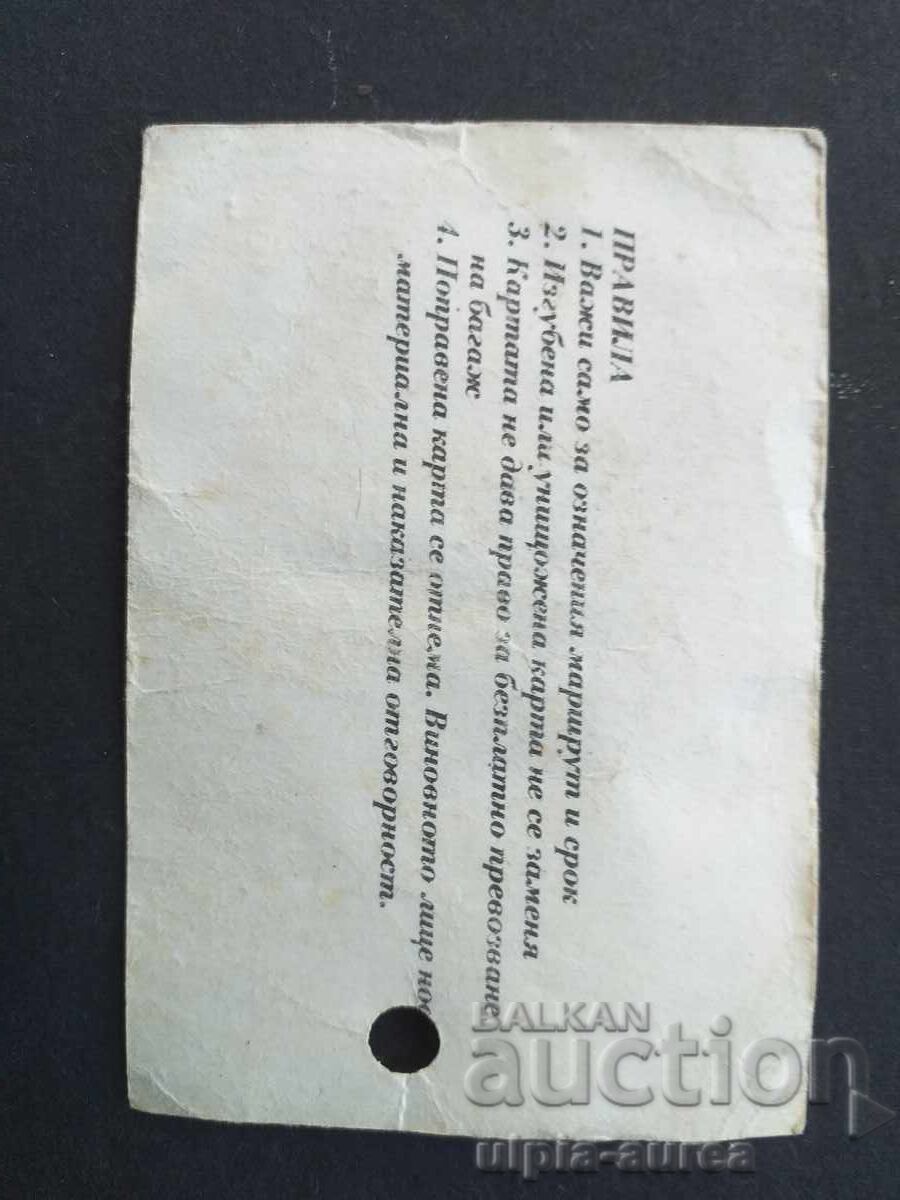 ПРАВИЛА
1. Важи само за означения маршрут и срок
2. Изгубена или унищожена карта не се заменя
3. Картата не дава право за безплатно превозване
на багаж
4. Поправена карта се отнема. Виновното лице нос
материална и наказателна отговорност.
BALKAN
auction
ulpia-aurea